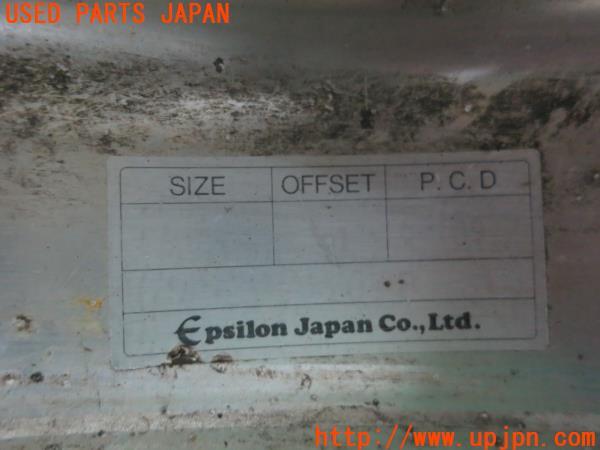 USED PARTS JAPAN
SIZE OFFSET P.C.D
Epsilon Japan Co.,Ltd.
http://www.upjpn.com